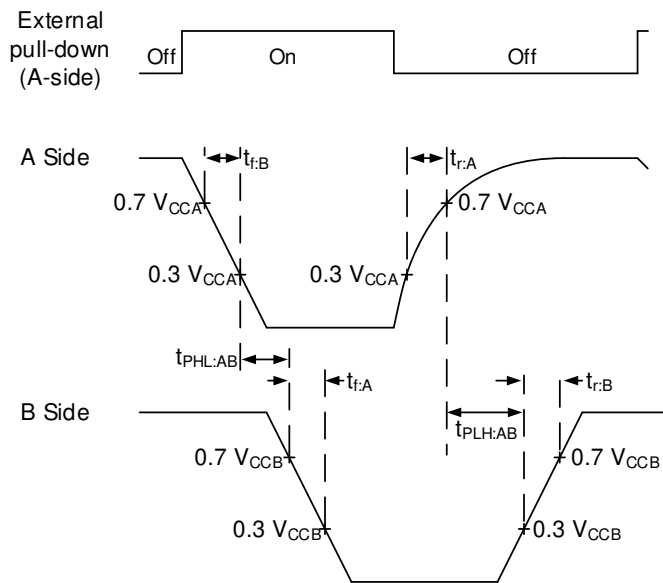 External
pull-down
(A-side)
Off
On
Off
A Side
t_f:B
t_r:A
0.7 V_CCA
0.7 V_CCA
0.3 V_CCA
0.3 V_CCA
t_PHL:AB
t_f:A
t_r:B
B Side
t_PLH:AB
0.7 V_CCB
0.7 V_CCB
0.3 V_CCB
0.3 V_CCB